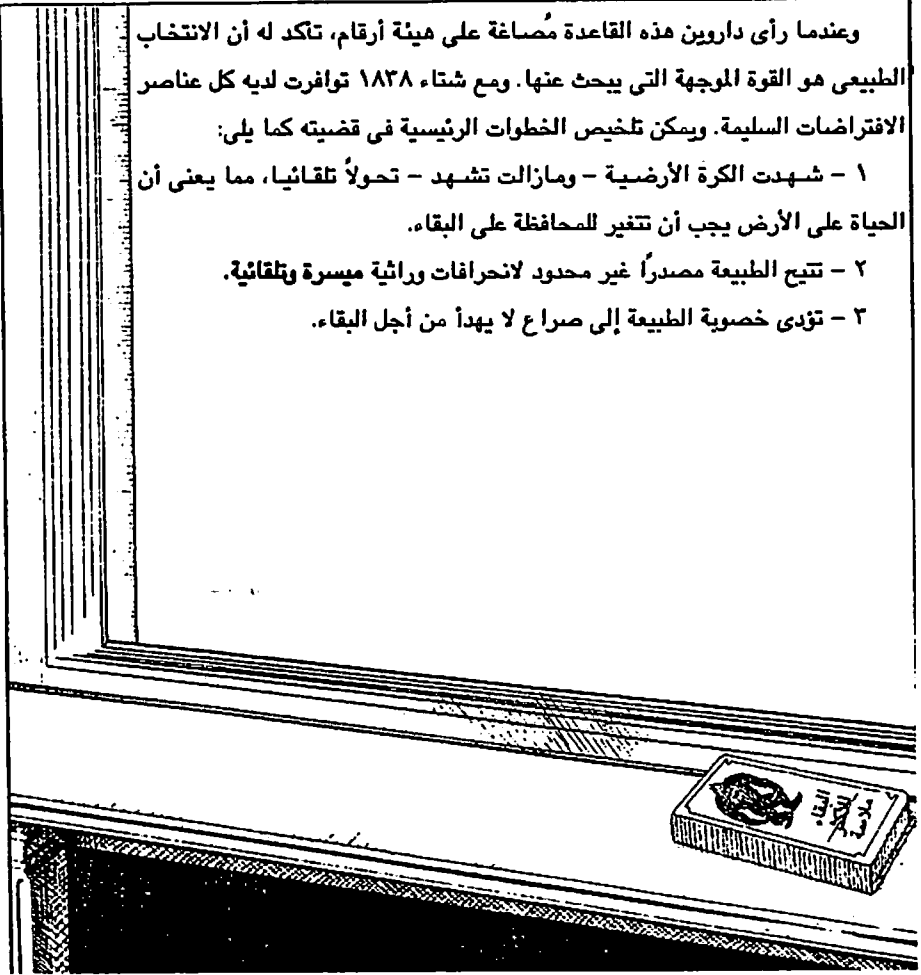 وعندما رأى داروين هذه القاعدة مُصاغة على هيئة أرقام، تأكد له أن الانتخاب
الطبيعى هو القوة الموجهة التى يبحث عنها. ومع شتاء ١٨٣٨ توافرت لديه كل عناصر
الافتراضات السليمة. ويمكن تلخيص الخطوات الرئيسية فى قضيته كما يلى:
١ – شهدت الكرة الأرضية – ومازالت تشهد – تحولاً تلقائيا، مما يعنى أن
الحياة على الأرض يجب أن تتغير للمحافظة على البقاء.
٢ – تتيح الطبيعة مصدرًا غير محدود لانحرافات وراثية ميسرة وتلقائية.
٣ – تؤدى خصوبة الطبيعة إلى صراع لا يهدأ من أجل البقاء.
البقاء
للأكثر
ملاءمة